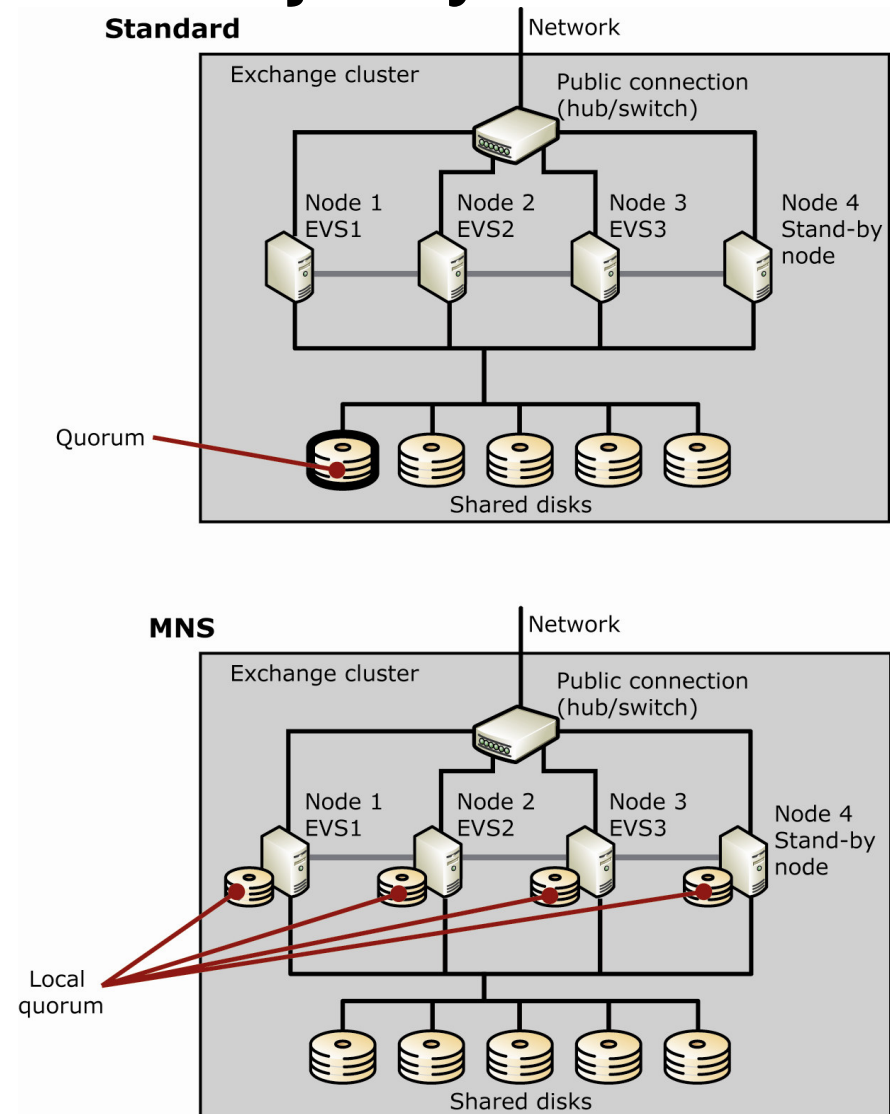 Standard
Network
Exchange cluster
Public connection
(hub/switch)
Node 1
EVS1
Node 2
EVS2
Node 3
EVS3
Node 4
Stand-by
node
Quorum
Shared disks
MNS
Network
Exchange cluster
Public connection
(hub/switch)
Node 1
EVS1
Node 2
EVS2
Node 3
EVS3
Node 4
Stand-by
node
Local
quorum
Shared disks